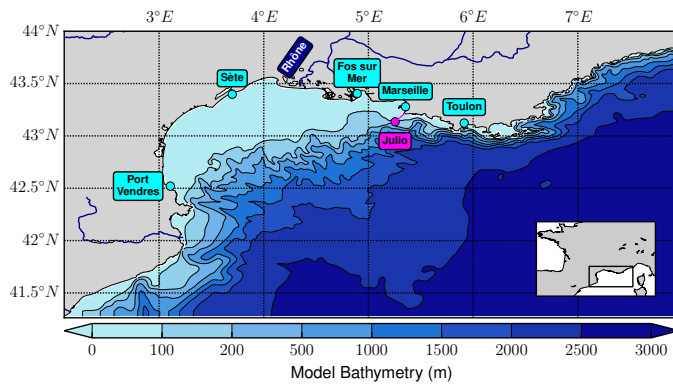 3°E 4°E 5°E 6°E 7°E
44°N
43.5°N
43°N
42.5°N
42°N
41.5°N
Rhône
Sète
Fos sur
Mer
Marseille
Toulon
Julio
Port
Vendres
0 100 200 500 1000 1500 2000 2500 3000
Model Bathymetry (m)